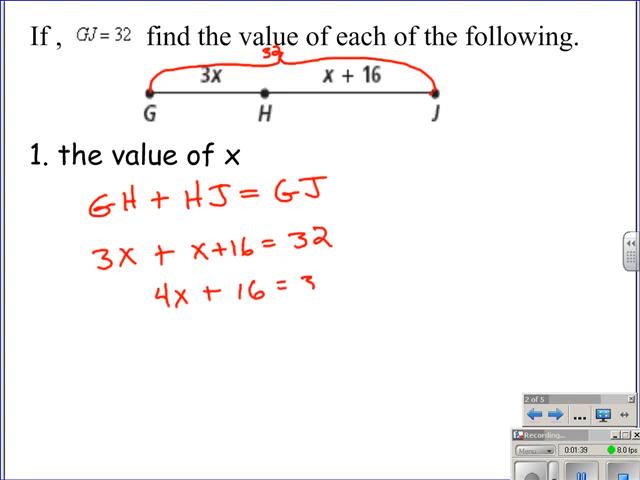 If , GJ = 32 find the value of each of the following.
32
3x x + 16
G H J
1. the value of x
GH + HJ = GJ
3x + x+16 = 32
4x + 16 = 3
2 of 5
...
Recording...
Menu 0:01:39 8.0 fps